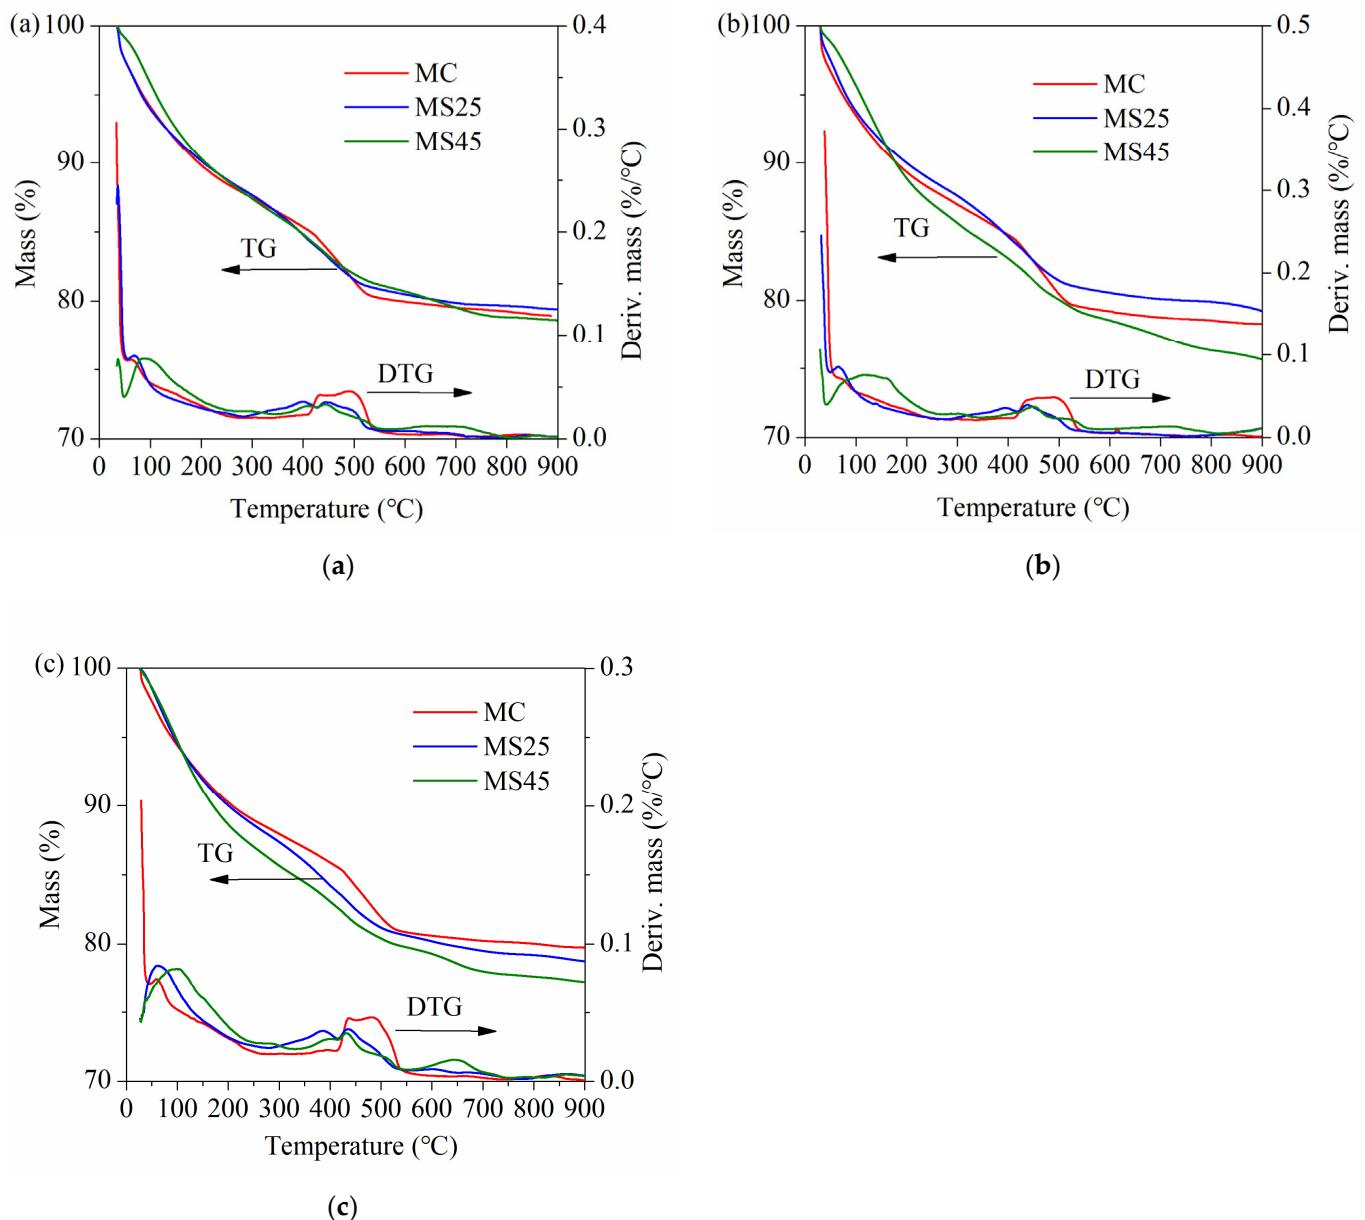 (a)
100
90
80
70
Mass (%)
0.4
0.3
0.2
0.1
0.0
Deriv. mass (%/°C)
MC
MS25
MS45
TG
DTG
0 100 200 300 400 500 600 700 800 900
Temperature (°C)
(a)
(b)
100
90
80
70
Mass (%)
0.5
0.4
0.3
0.2
0.1
0.0
Deriv. mass (%/°C)
MC
MS25
MS45
TG
DTG
0 100 200 300 400 500 600 700 800 900
Temperature (°C)
(b)
(c)
100
90
80
70
Mass (%)
0.3
0.2
0.1
0.0
Deriv. mass (%/°C)
MC
MS25
MS45
TG
DTG
0 100 200 300 400 500 600 700 800 900
Temperature (°C)
(c)